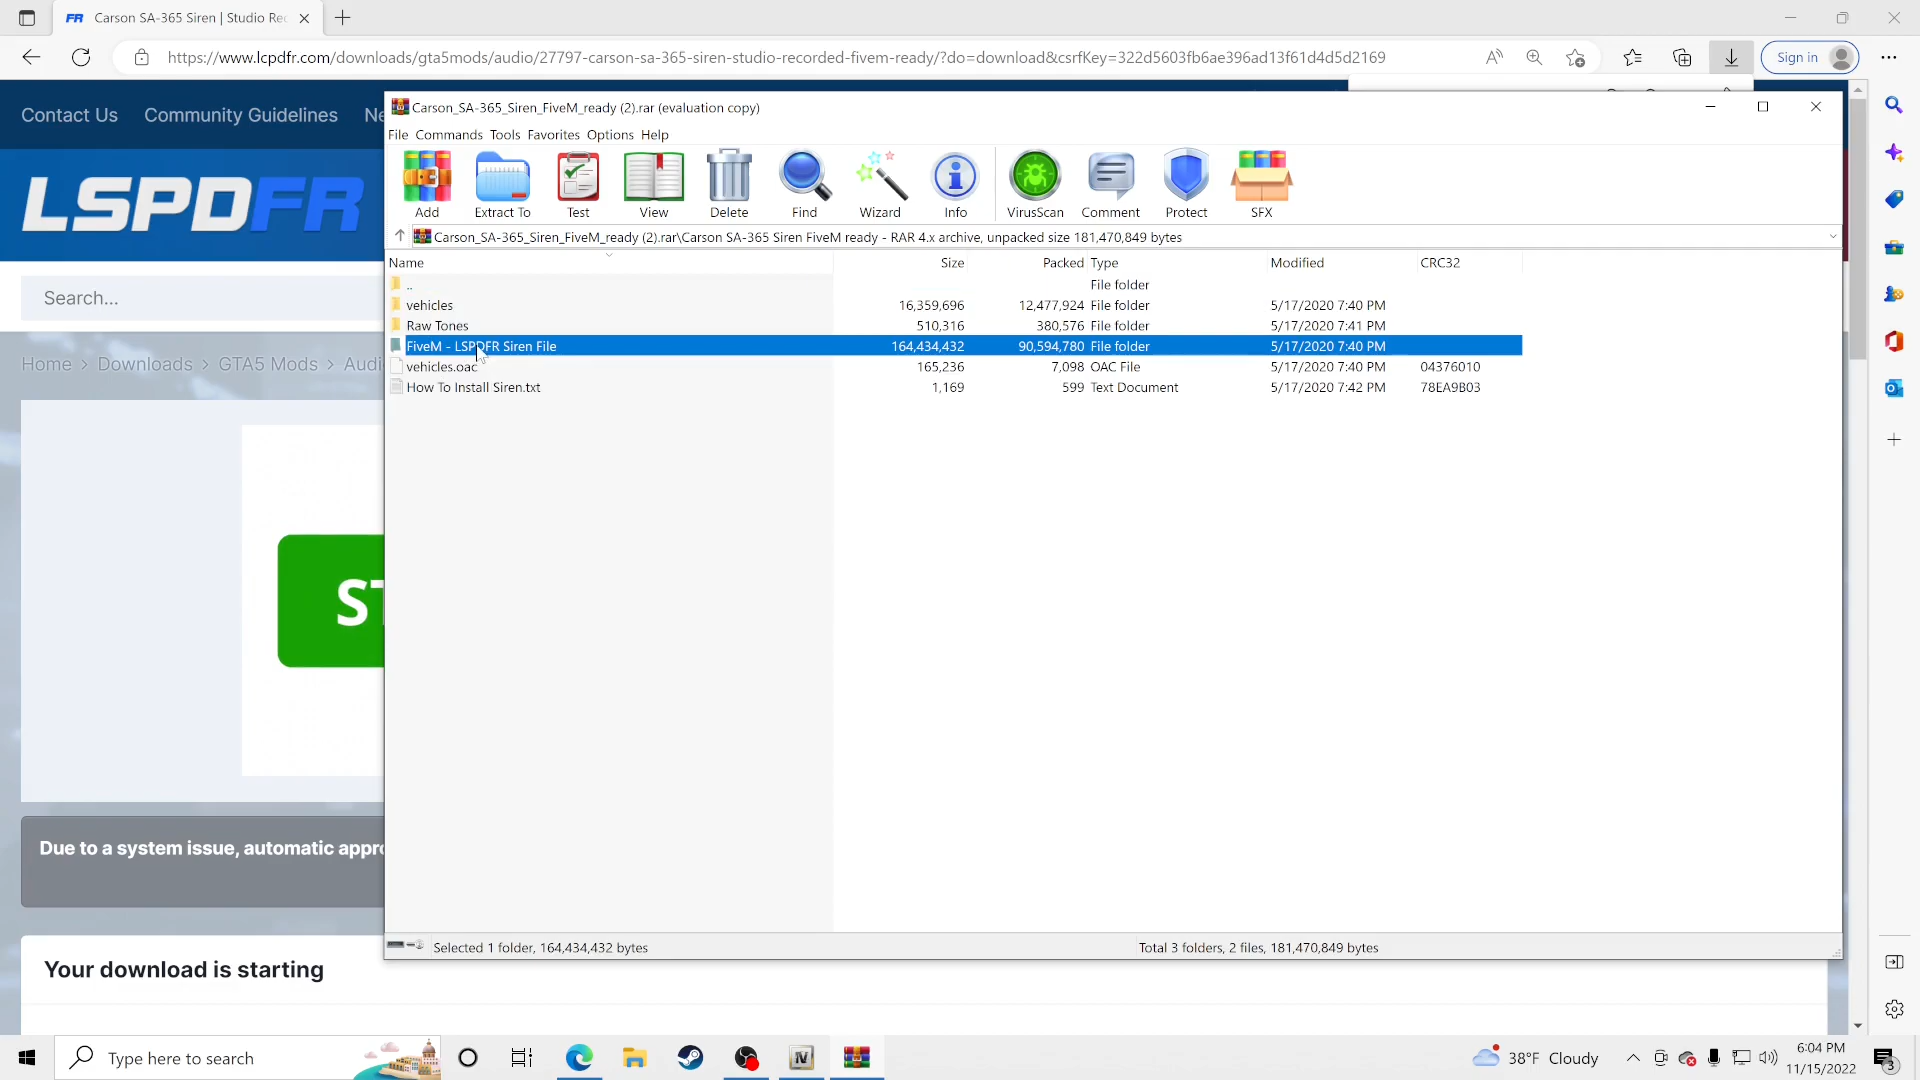 FR Carson SA-365 Siren | Studio Rec
https://www.lcpdfr.com/downloads/gta5mods/audio/27797-carson-sa-365-siren-studio-recorded-fivem-ready/?do=download&csrfKey=322d5603fb6ae396ad13f61d4d5d2169
Sign in
Contact Us Community Guidelines Ne
LSPDFR
Search...
Home > Downloads > GTA5 Mods > Audi
ST
Due to a system issue, automatic appro
Your download is starting
Carson_SA-365_Siren_FiveM_ready (2).rar (evaluation copy)
File Commands Tools Favorites Options Help
Add Extract To Test View Delete Find Wizard Info VirusScan Comment Protect SFX
Carson_SA-365_Siren_FiveM_ready (2).rar\Carson SA-365 Siren FiveM ready - RAR 4.x archive, unpacked size 181,470,849 bytes
Name Size Packed Type Modified CRC32
.. File folder
vehicles 16,359,696 12,477,924 File folder 5/17/2020 7:40 PM
Raw Tones 510,316 380,576 File folder 5/17/2020 7:41 PM
FiveM - LSPDFR Siren File 164,434,432 90,594,780 File folder 5/17/2020 7:40 PM
vehicles.oac 165,236 7,098 OAC File 5/17/2020 7:40 PM 04376010
How To Install Siren.txt 1,169 599 Text Document 5/17/2020 7:42 PM 78EA9B03
Selected 1 folder, 164,434,432 bytes
Total 3 folders, 2 files, 181,470,849 bytes
Type here to search
38°F Cloudy
6:04 PM
11/15/2022
3